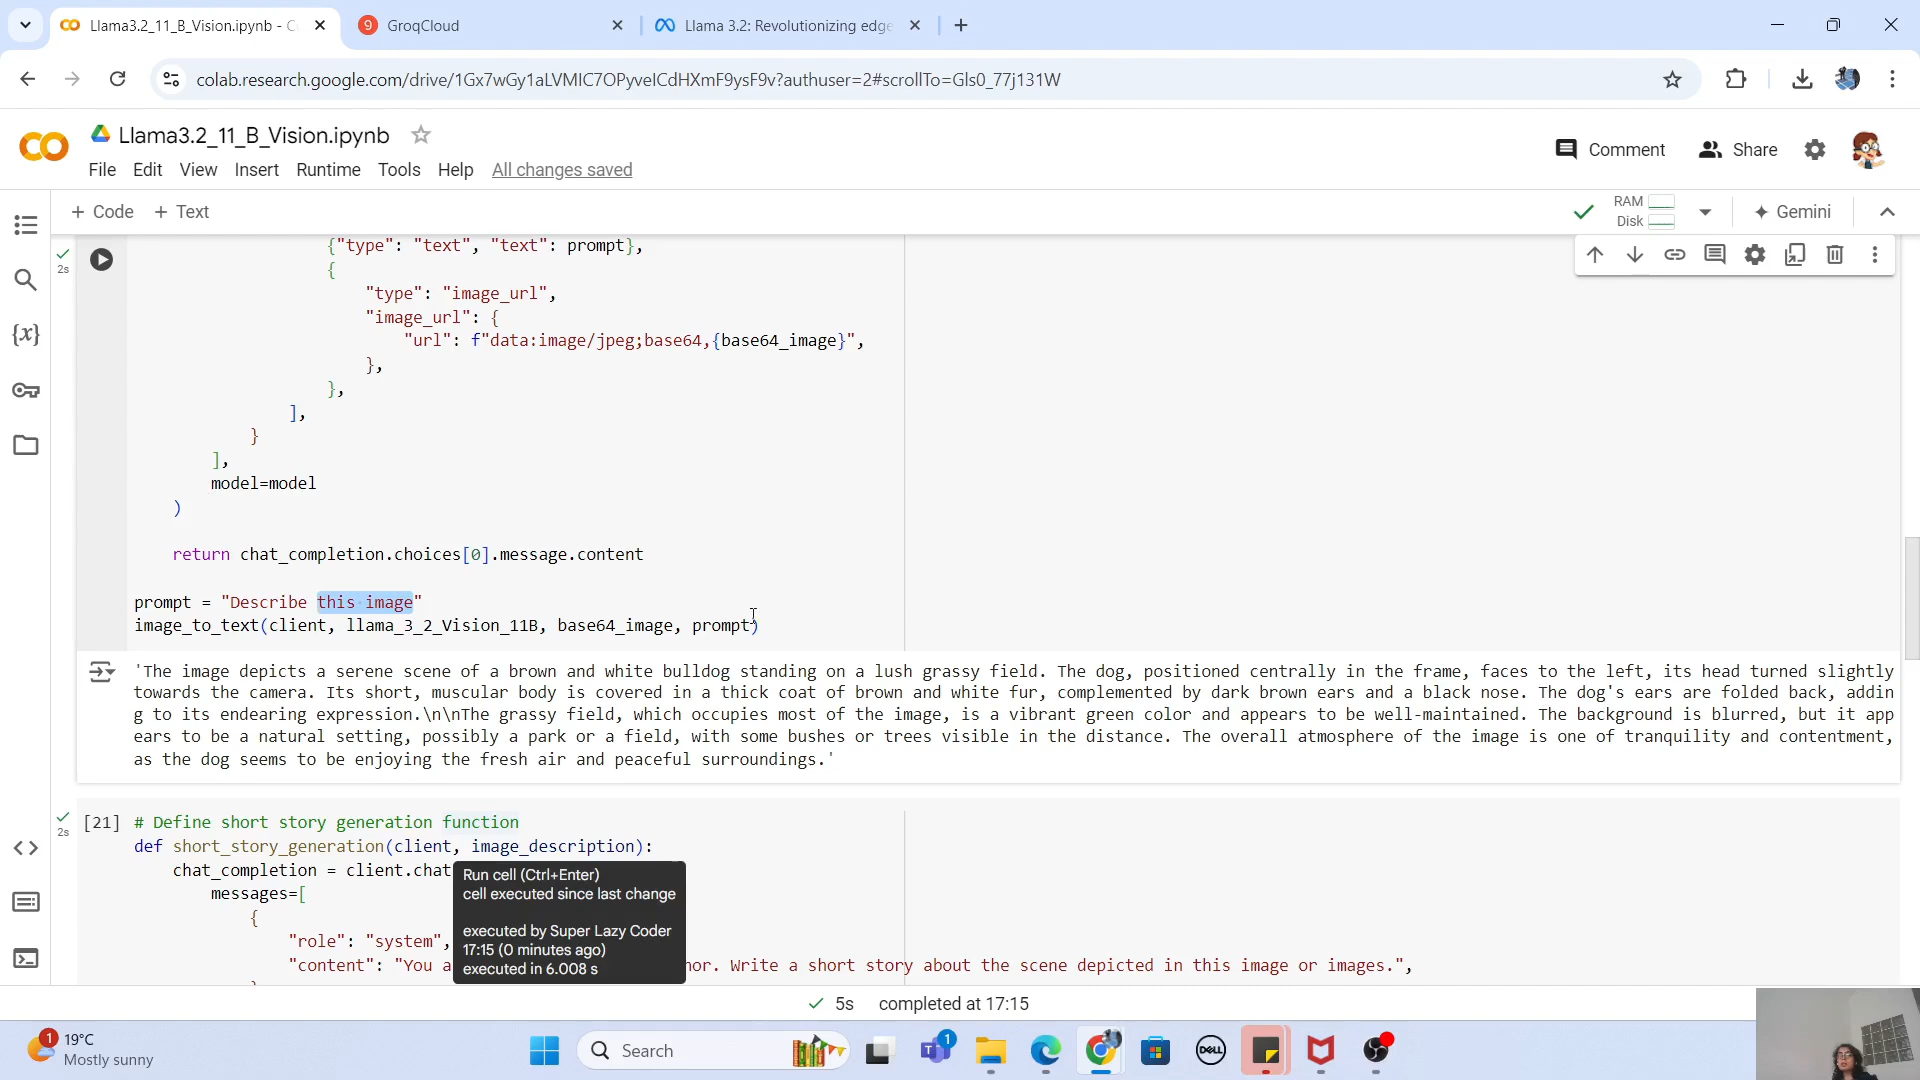 Llama3.2_11_B_Vision.ipynb - C
GroqCloud
Llama 3.2: Revolutionizing edge
colab.research.google.com/drive/1Gx7wGy1aLVMIC7OPyveICdHXmF9ysF9v?authuser=2#scrollTo=Gls0_77j131W
Llama3.2_11_B_Vision.ipynb
Comment
Share
File Edit View Insert Runtime Tools Help All changes saved
+ Code + Text
RAM
Disk
Gemini
2s
{"type": "text", "text": prompt},
{
"type": "image_url",
"image_url": {
"url": f"data:image/jpeg;base64,{base64_image}",
},
},
],
}
],
model=model
)
return chat_completion.choices[0].message.content
prompt = "Describe this image"
image_to_text(client, llama_3_2_Vision_11B, base64_image, prompt)
'The image depicts a serene scene of a brown and white bulldog standing on a lush grassy field. The dog, positioned centrally in the frame, faces to the left, its head turned slightly
towards the camera. Its short, muscular body is covered in a thick coat of brown and white fur, complemented by dark brown ears and a black nose. The dog's ears are folded back, addin
g to its endearing expression.\n\nThe grassy field, which occupies most of the image, is a vibrant green color and appears to be well-maintained. The background is blurred, but it app
ears to be a natural setting, possibly a park or a field, with some bushes or trees visible in the distance. The overall atmosphere of the image is one of tranquility and contentment,
as the dog seems to be enjoying the fresh air and peaceful surroundings.'
2s
[21] # Define short story generation function
def short_story_generation(client, image_description):
chat_completion = client.chat
messages=[
{
"role": "system",
"content": "You a
hor. Write a short story about the scene depicted in this image or images.",
Run cell (Ctrl+Enter)
cell executed since last change
executed by Super Lazy Coder
17:15 (0 minutes ago)
executed in 6.008 s
5s completed at 17:15
1
19°C
Mostly sunny
Search
1
DELL